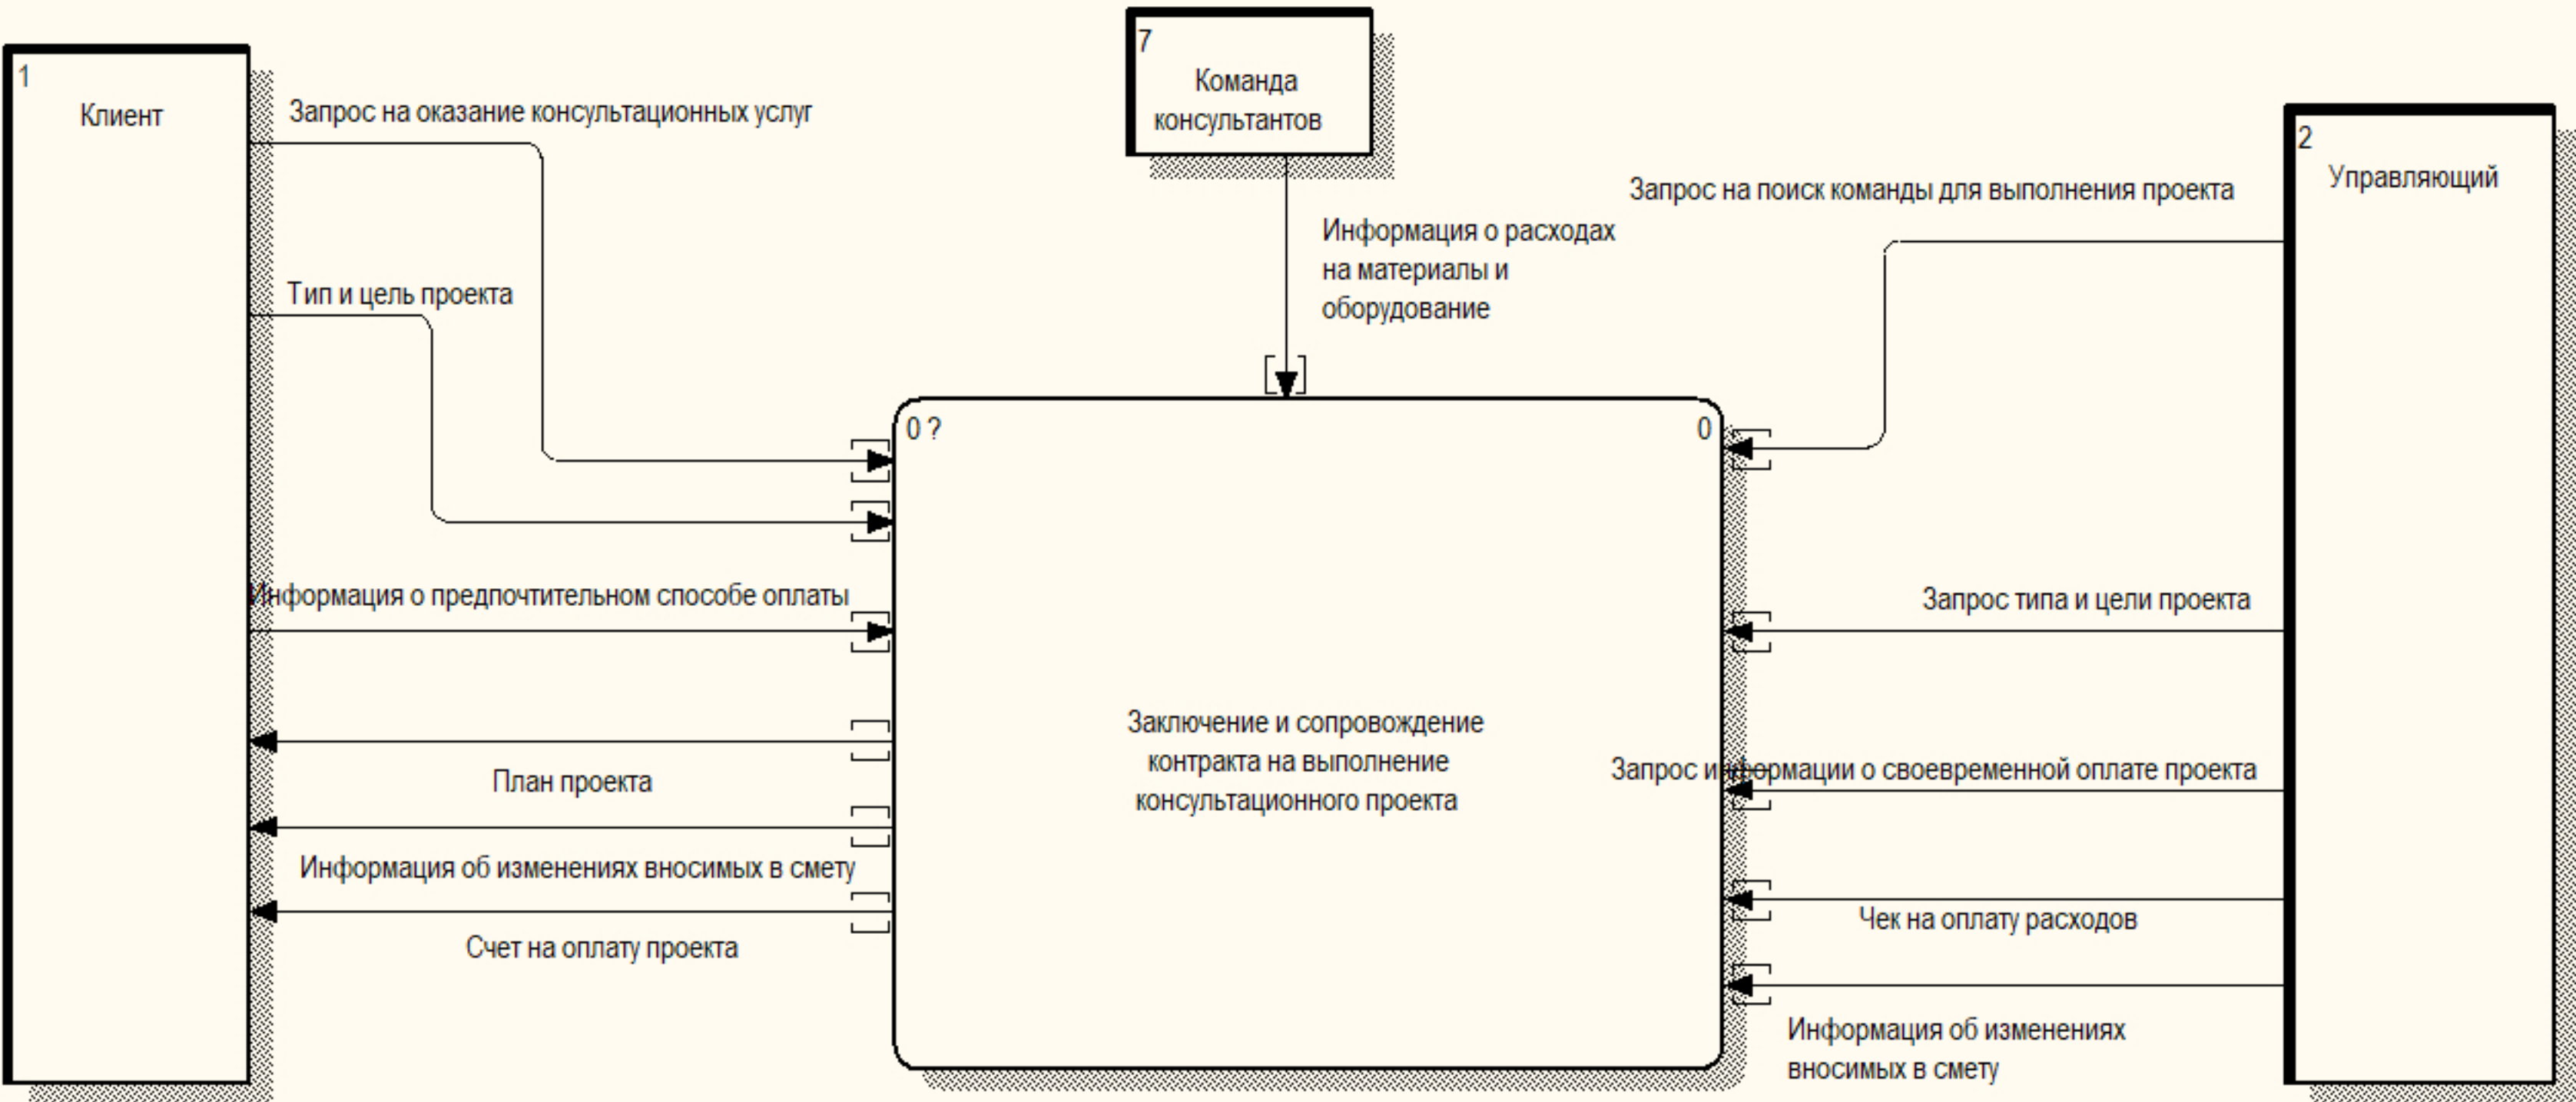 7
Команда
консультантов
1
Клиент
Запрос на оказание консультационных услуг
2
Управляющий
Запрос на поиск команды для выполнения проекта
Информация о расходах
на материалы и
оборудование
Тип и цель проекта
0 ?
0
Информация о предпочтительном способе оплаты
Запрос типа и цели проекта
Заключение и сопровождение
контракта на выполнение
консультационного проекта
План проекта
Запрос информации о своевременной оплате проекта
Информация об изменениях вносимых в смету
Чек на оплату расходов
Счет на оплату проекта
Информация об изменениях
вносимых в смету